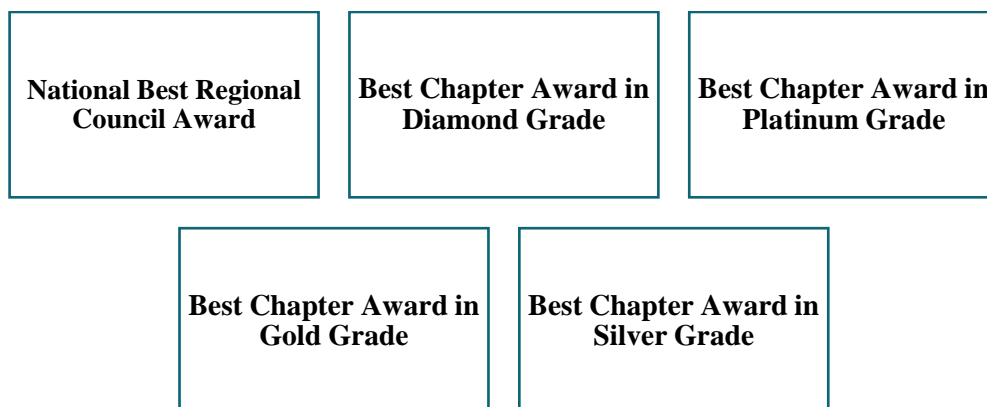 National Best Regional
Council Award
Best Chapter Award in
Diamond Grade
Best Chapter Award in
Platinum Grade
Best Chapter Award in
Gold Grade
Best Chapter Award in
Silver Grade